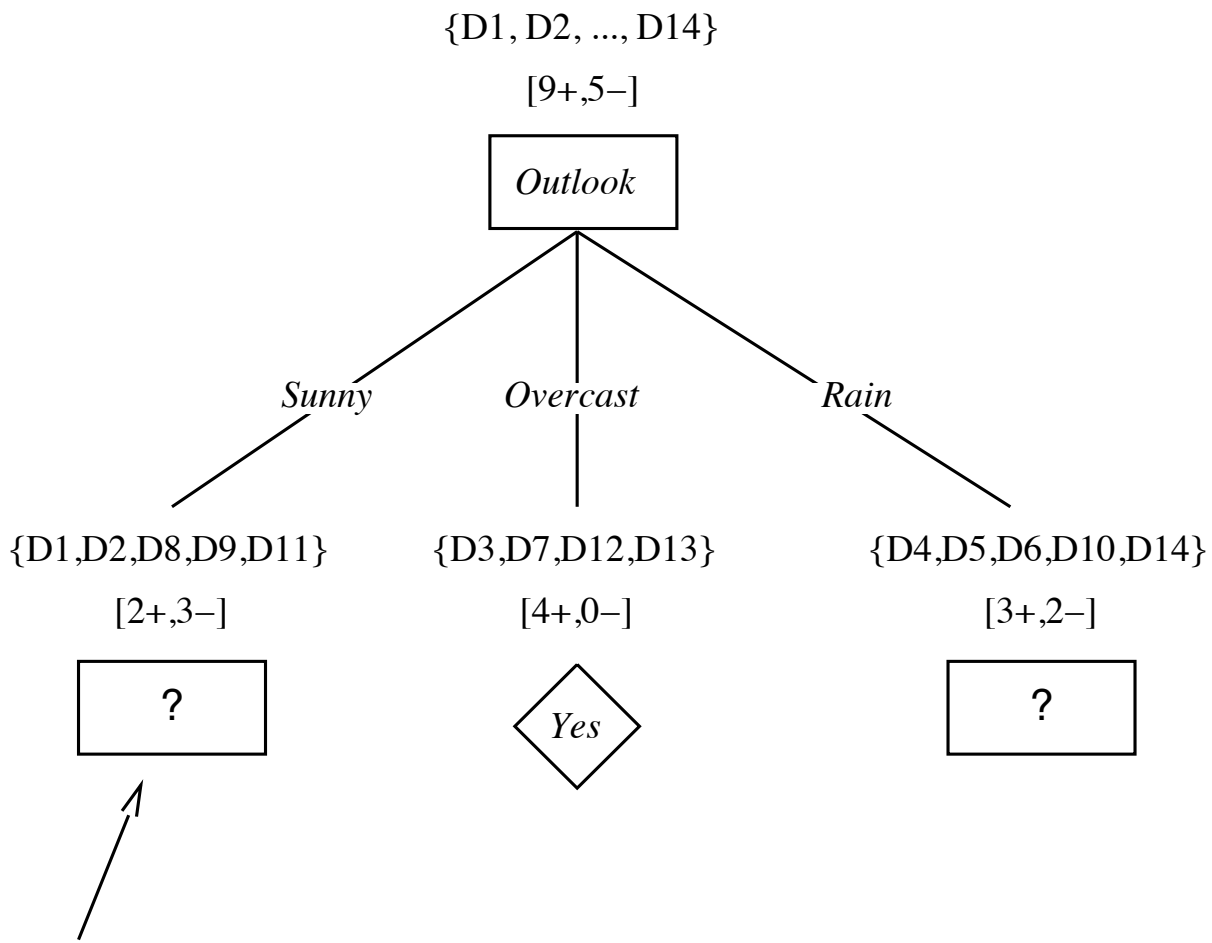 {D1, D2, ..., D14}
[9+,5−]
Outlook
Sunny
Overcast
Rain
{D1,D2,D8,D9,D11}
{D3,D7,D12,D13}
{D4,D5,D6,D10,D14}
[2+,3−]
[4+,0−]
[3+,2−]
?
Yes
?